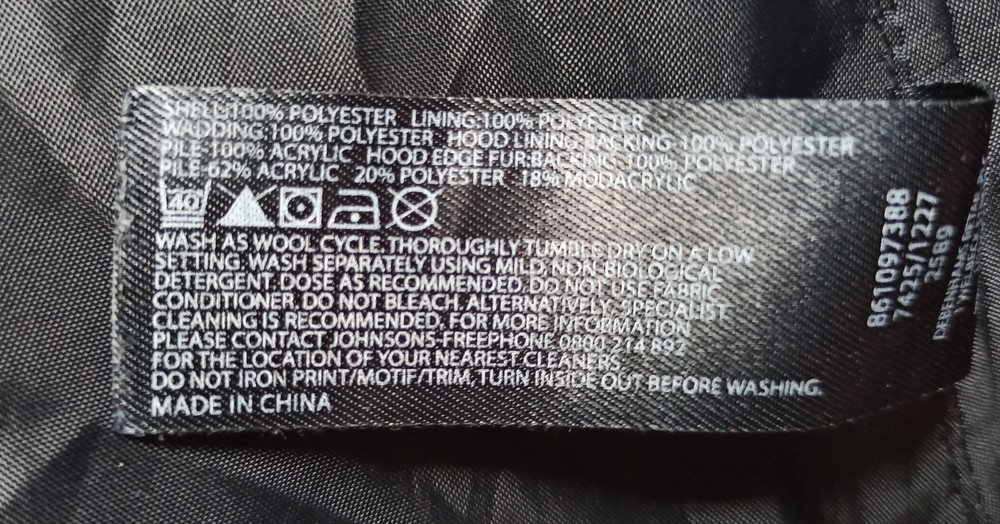 SHELL:100% POLYESTER LINING:100% POLYESTER
WADDING:100% POLYESTER HOOD LINING:BACKING-100% POLYESTER
PILE-100% ACRYLIC HOOD EDGE FUR:BACKING-100% POLYESTER
PILE-62% ACRYLIC 20% POLYESTER 18% MODACRYLIC
40
WASH AS WOOL CYCLE. THOROUGHLY TUMBLE DRY ON A LOW
SETTING. WASH SEPARATELY USING MILD, NON-BIOLOGICAL
DETERGENT. DOSE AS RECOMMENDED. DO NOT USE FABRIC
CONDITIONER. DO NOT BLEACH. ALTERNATIVELY, SPECIALIST
CLEANING IS RECOMMENDED. FOR MORE INFORMATION
PLEASE CONTACT JOHNSONS-FREEPHONE 0800 214 892
FOR THE LOCATION OF YOUR NEAREST CLEANERS.
DO NOT IRON PRINT/MOTIF/TRIM. TURN INSIDE OUT BEFORE WASHING.
MADE IN CHINA
861097388
7425/1227
2589